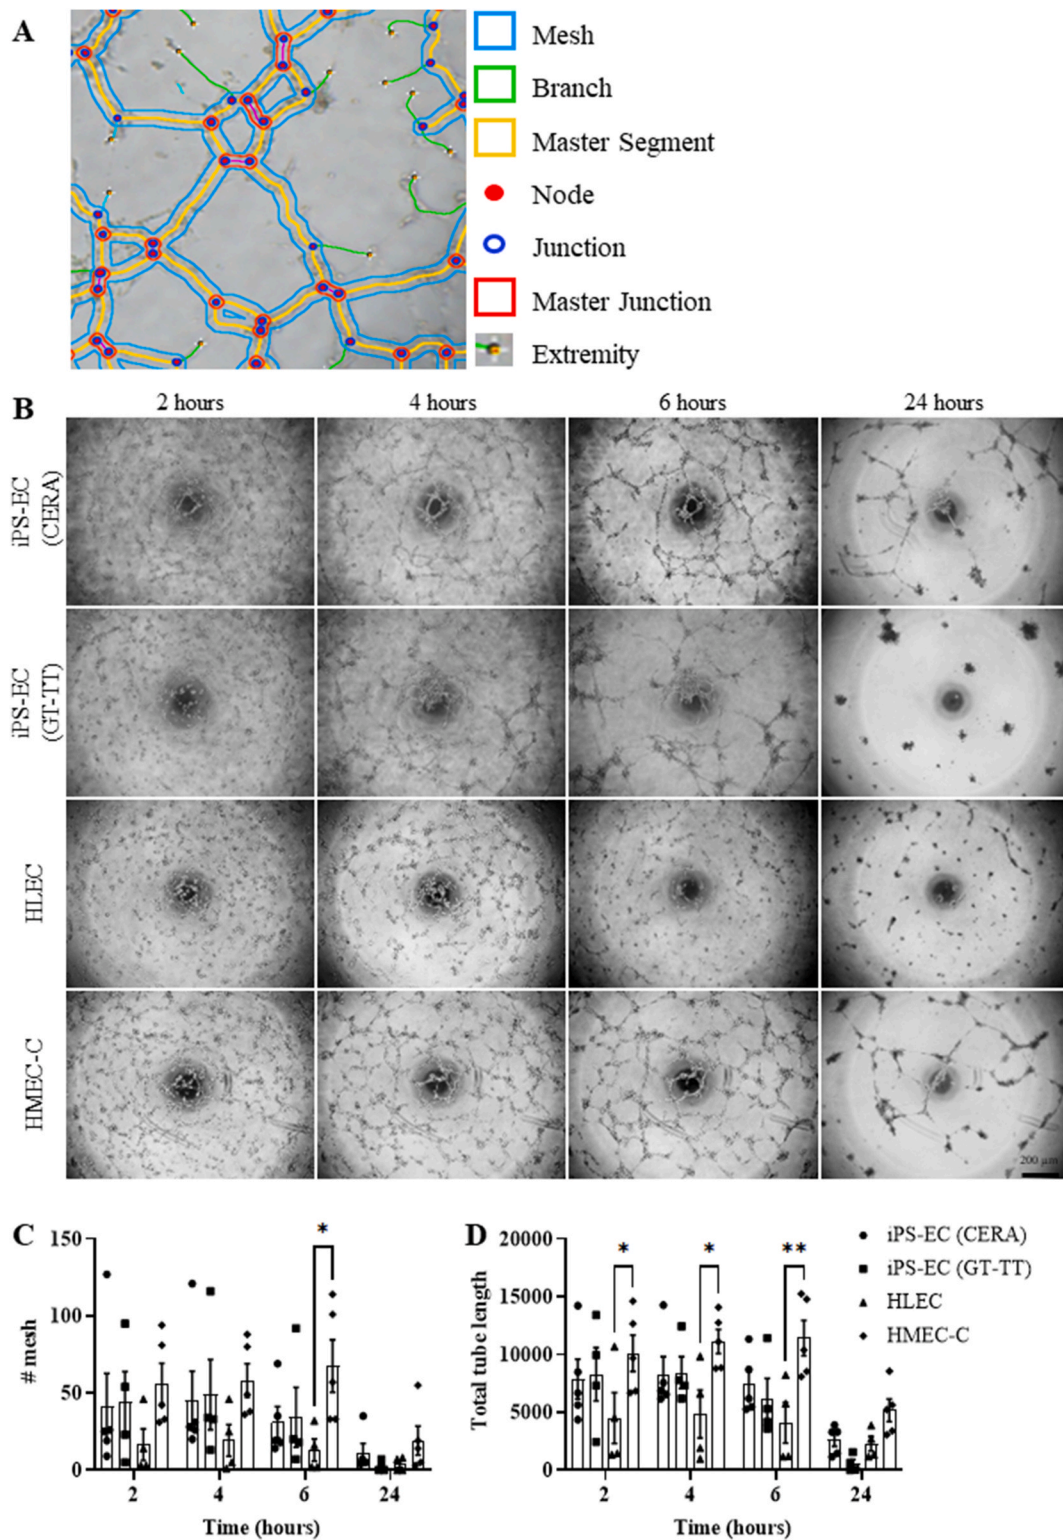 A
Mesh
Branch
Master Segment
Node
Junction
Master Junction
Extremity
B
2 hours
4 hours
6 hours
24 hours
iPS-EC
(CERA)
iPS-EC
(GT-TT)
HLEC
HMEC-C
200 µm
C
*
150
100
50
0
# mesh
2
4
6
24
Time (hours)
D
*
*
**
20000
15000
10000
5000
0
Total tube length
2
4
6
24
Time (hours)
iPS-EC (CERA)
iPS-EC (GT-TT)
HLEC
HMEC-C